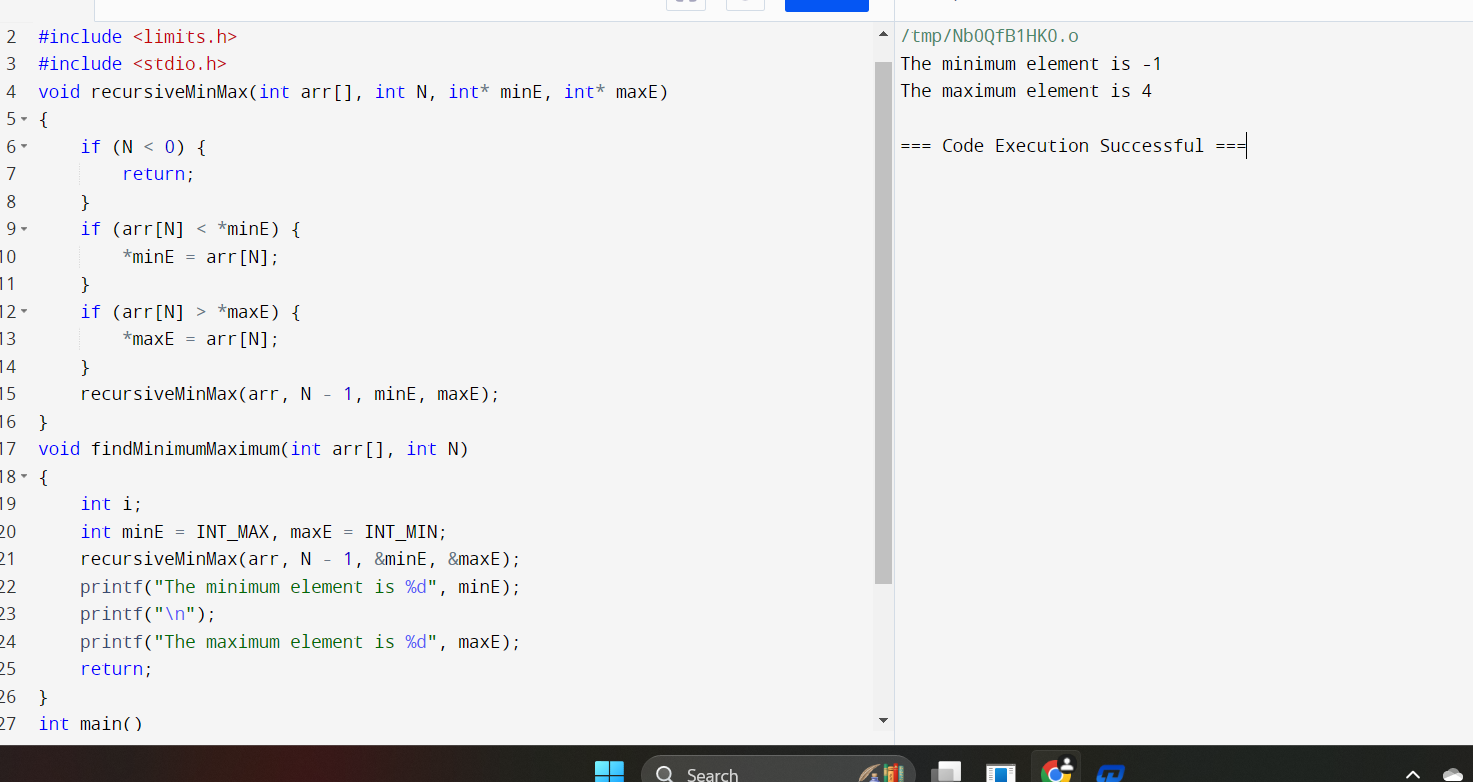 2 #include <limits.h>
3 #include <stdio.h>
4 void recursiveMinMax(int arr[], int N, int* minE, int* maxE)
5 {
6     if (N < 0) {
7         return;
8     }
9     if (arr[N] < *minE) {
10         *minE = arr[N];
11     }
12     if (arr[N] > *maxE) {
13         *maxE = arr[N];
14     }
15     recursiveMinMax(arr, N - 1, minE, maxE);
16 }
17 void findMinimumMaximum(int arr[], int N)
18 {
19     int i;
20     int minE = INT_MAX, maxE = INT_MIN;
21     recursiveMinMax(arr, N - 1, &minE, &maxE);
22     printf("The minimum element is %d", minE);
23     printf("\n");
24     printf("The maximum element is %d", maxE);
25     return;
26 }
27 int main()
/tmp/NbOQfB1HKO.o
The minimum element is -1
The maximum element is 4
=== Code Execution Successful ===
Search